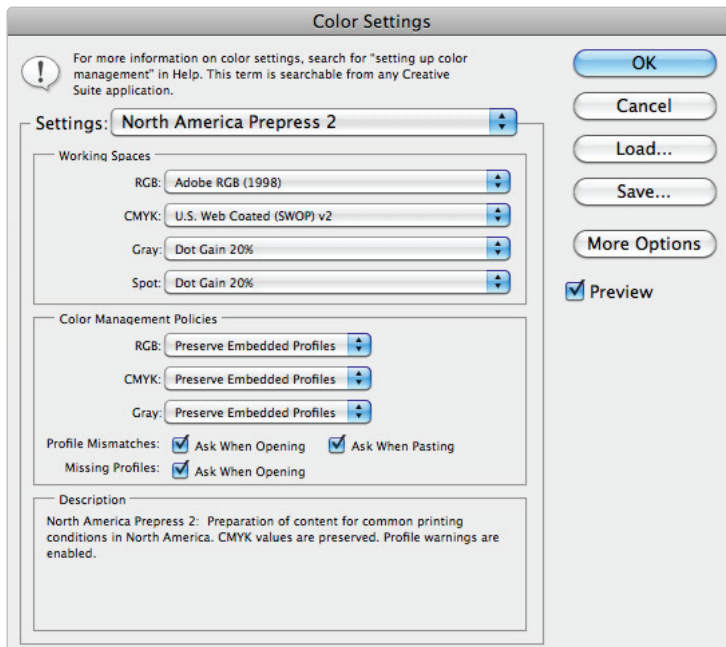 Color Settings
For more information on color settings, search for “setting up color
management” in Help. This term is searchable from any Creative
Suite application.
Settings: North America Prepress 2
Working Spaces
RGB: Adobe RGB (1998)
CMYK: U.S. Web Coated (SWOP) v2
Gray: Dot Gain 20%
Spot: Dot Gain 20%
Color Management Policies
RGB: Preserve Embedded Profiles
CMYK: Preserve Embedded Profiles
Gray: Preserve Embedded Profiles
Profile Mismatches: Ask When Opening Ask When Pasting
Missing Profiles: Ask When Opening
Description
North America Prepress 2: Preparation of content for common printing
conditions in North America. CMYK values are preserved. Profile warnings are
enabled.
OK
Cancel
Load...
Save...
More Options
Preview